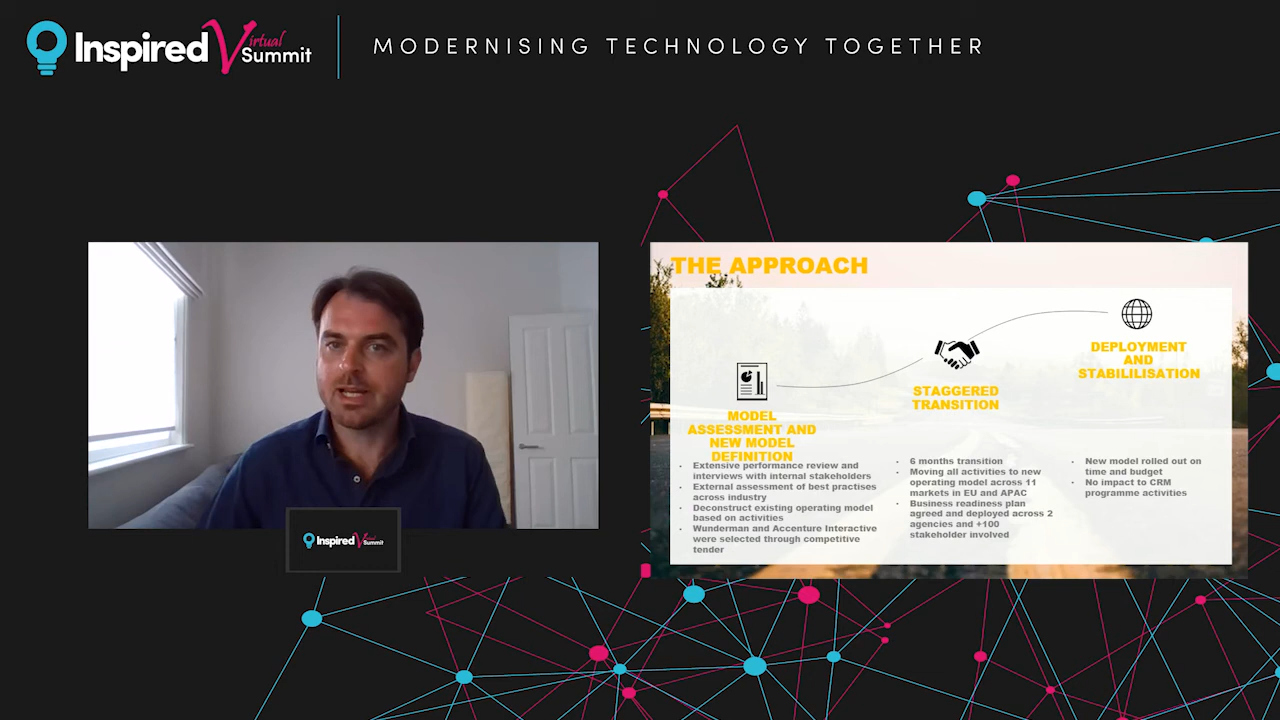 Inspired Virtual Summit
MODERNISING TECHNOLOGY TOGETHER
THE APPROACH
MODEL
ASSESSMENT AND
NEW MODEL
DEFINITION
• Extensive performance review and
interviews with internal stakeholders
• External assessment of best practises
across industry
• Deconstruct existing operating model
based on activities
• Wunderman and Accenture Interactive
were selected through competitive
tender
STAGGERED
TRANSITION
• 6 months transition
• Moving all activities to new
operating model across 11
markets in EU and APAC
• Business readiness plan
agreed and deployed across 2
agencies and +100
stakeholder involved
DEPLOYMENT
AND
STABILILISATION
• New model rolled out on
time and budget
• No impact to CRM
programme activities
Inspired Virtual Summit